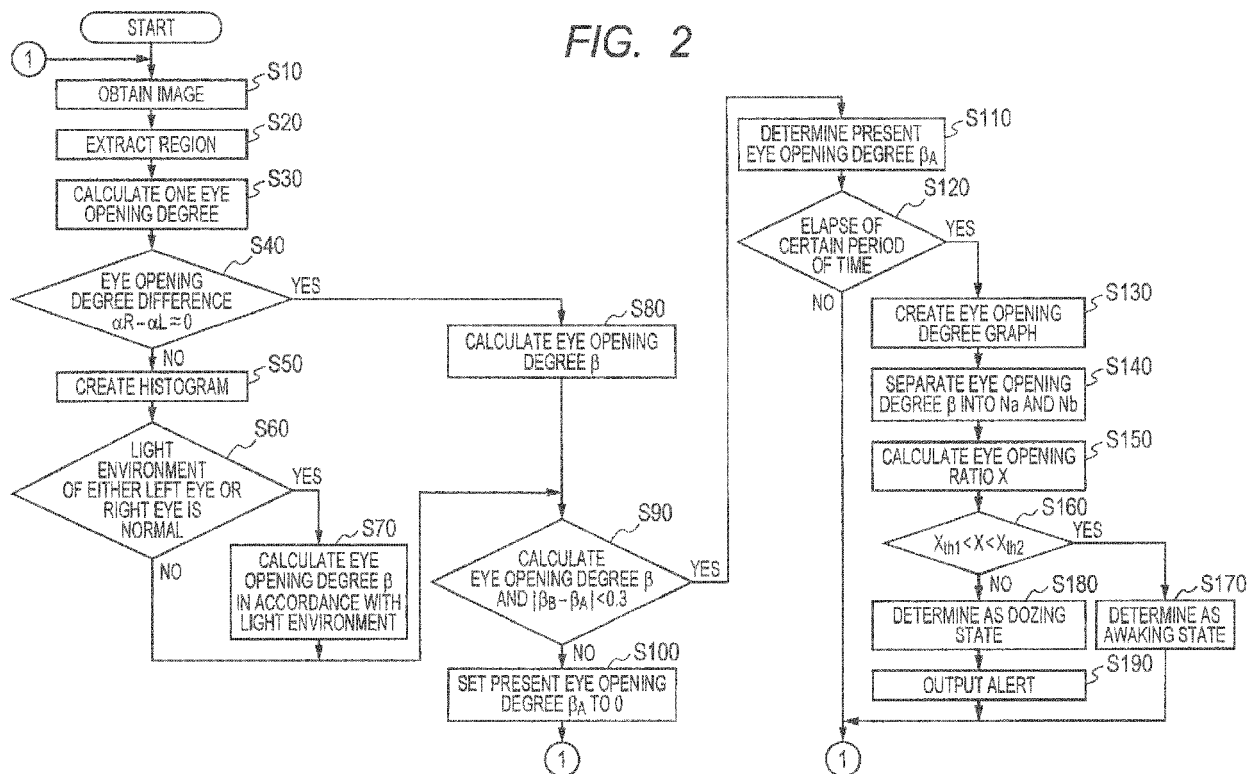 FIG. 2
START
1
S10
OBTAIN IMAGE
S20
EXTRACT REGION
S30
CALCULATE ONE EYE
OPENING DEGREE
S40
EYE OPENING
DEGREE DIFFERENCE
αR-αL≈0
YES
NO
S50
CREATE HISTOGRAM
S60
LIGHT
ENVIRONMENT
OF EITHER LEFT EYE OR
RIGHT EYE IS
NORMAL
YES
NO
S70
CALCULATE EYE
OPENING DEGREE β
IN ACCORDANCE WITH
LIGHT ENVIRONMENT
S80
CALCULATE EYE OPENING
DEGREE β
S90
CALCULATE
EYE OPENING DEGREE β
AND |βB-βA|<0.3
YES
NO
S100
SET PRESENT EYE OPENING
DEGREE βA TO 0
1
S110
DETERMINE PRESENT
EYE OPENING DEGREE βA
S120
ELAPSE OF
CERTAIN PERIOD
OF TIME
YES
NO
S130
CREATE EYE OPENING
DEGREE GRAPH
S140
SEPARATE EYE OPENING
DEGREE β INTO Na AND Nb
S150
CALCULATE EYE OPENING
RATIO X
S160
Xth1<X<Xth2
YES
NO
S180
DETERMINE AS DOZING
STATE
S170
DETERMINE AS
AWAKING STATE
S190
OUTPUT ALERT
1